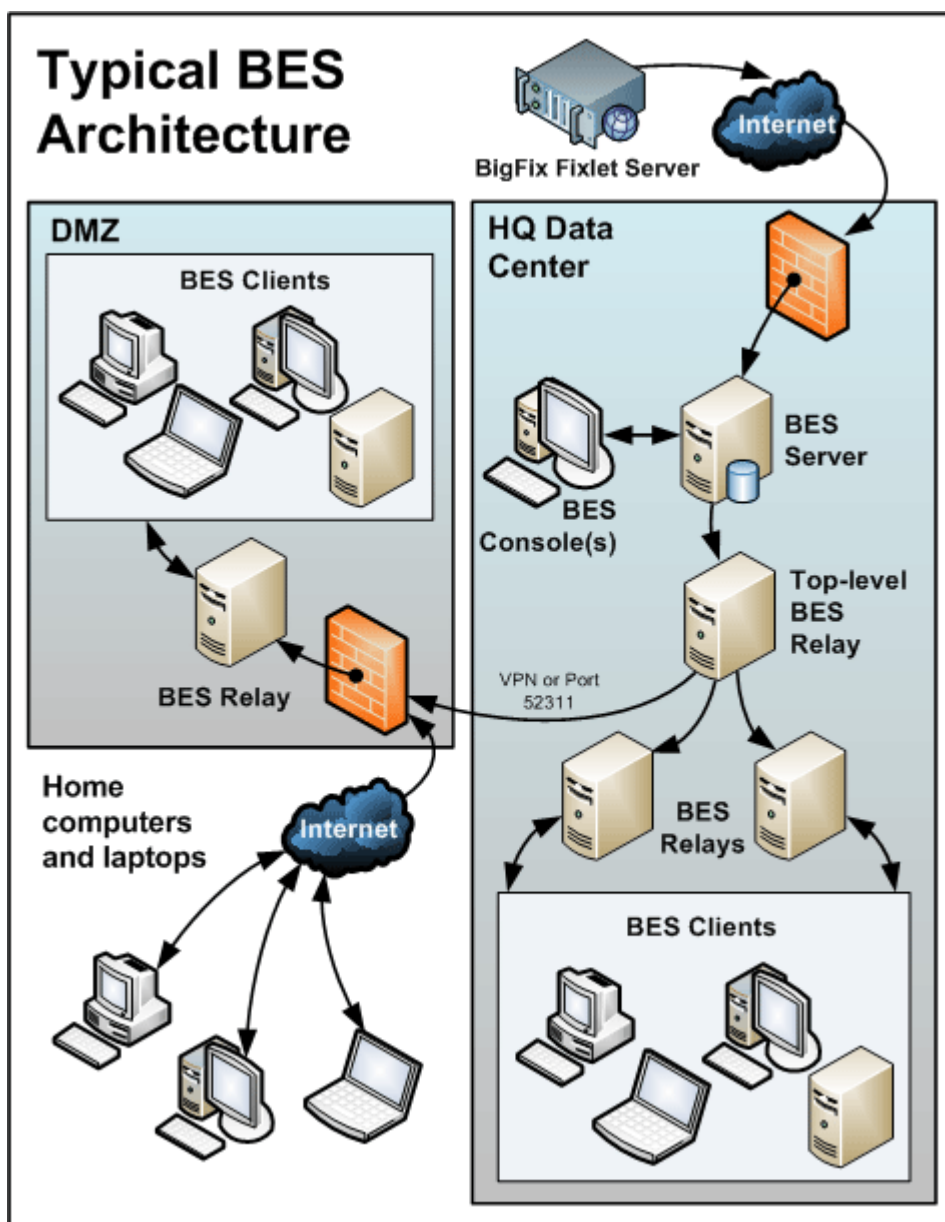 Typical BES
Architecture
BigFix Fixlet Server
Internet
DMZ
BES Clients
BES Relay
HQ Data
Center
BES
Server
BES
Console(s)
Top-level
BES
Relay
VPN or Port
52311
BES
Relays
BES Clients
Home
computers
and laptops
Internet